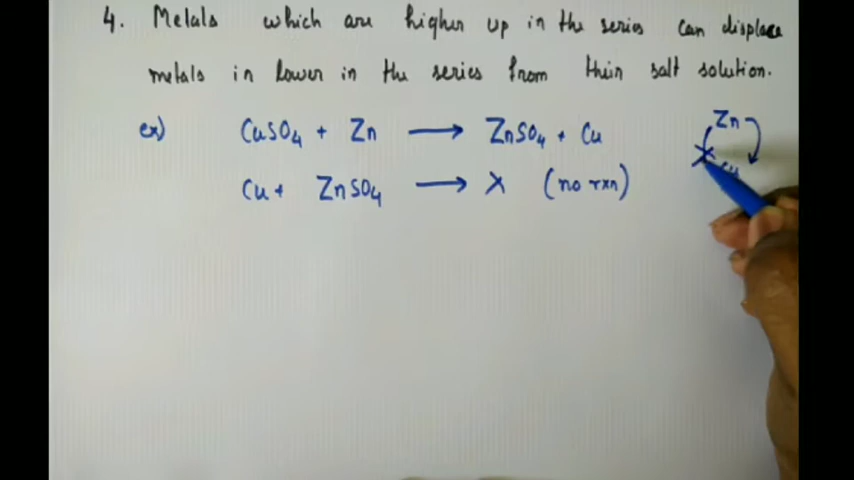 4. Metals which are higher up in the series can displace
metals in lower in the series from their salt solution.
ex) CuSO₄ + Zn ⟶ ZnSO₄ + Cu
Cu + ZnSO₄ ⟶ X (no rxn)
Zn
X Cu